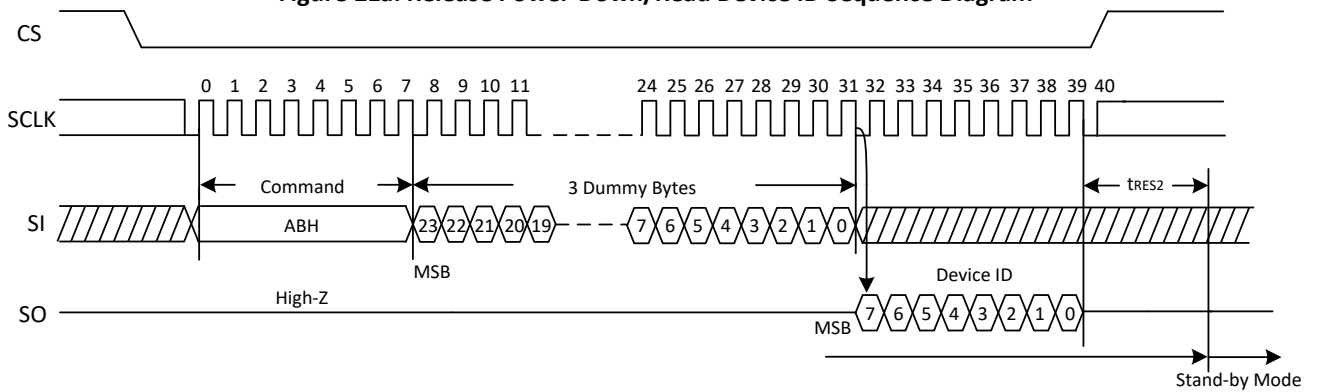 Figure 22a. Release Power-Down/Read Device ID Sequence Diagram
CS
0 1 2 3 4 5 6 7 8 9 10 11 24 25 26 27 28 29 30 31 32 33 34 35 36 37 38 39 40
SCLK
Command 3 Dummy Bytes tRES2
SI ABH 23 22 21 20 19 7 6 5 4 3 2 1 0
MSB
Device ID
High-Z
SO 7 6 5 4 3 2 1 0
MSB
Stand-by Mode